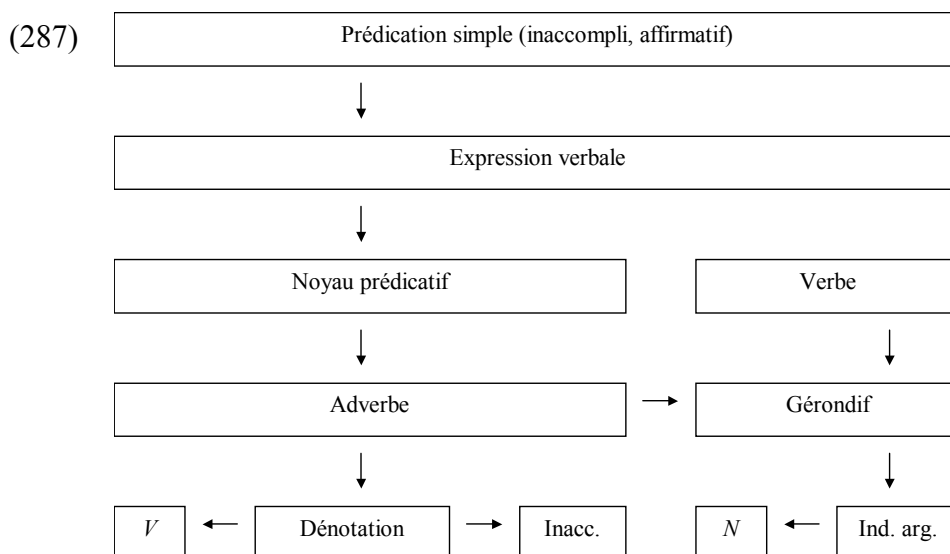 (287) Prédication simple (inaccompli, affirmatif)
Expression verbale
Noyau prédicatif Verbe
Adverbe Gérondif
V Dénotation Inacc. N Ind. arg.